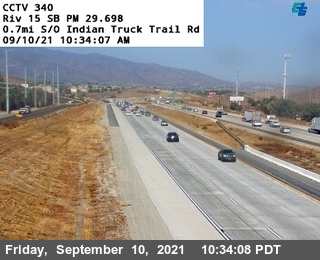 CCTV 340
Riv 15 SB PM 29.698
0.7mi S/O Indian Truck Trail Rd
09/10/21 10:34:07 AM
Friday, September 10, 2021 10:34:08 PDT